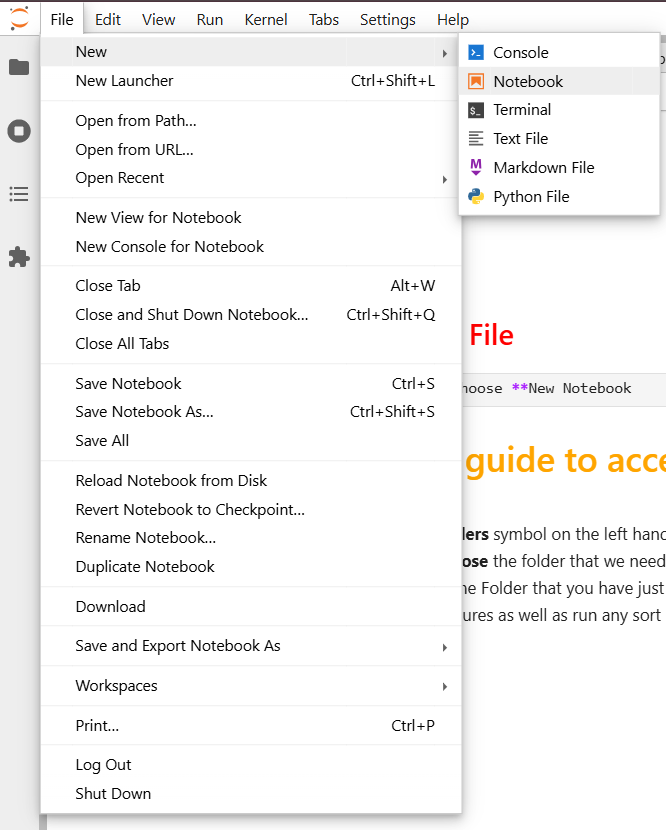 File Edit View Run Kernel Tabs Settings Help
New
New Launcher Ctrl+Shift+L
Open from Path...
Open from URL...
Open Recent
New View for Notebook
New Console for Notebook
Close Tab Alt+W
Close and Shut Down Notebook... Ctrl+Shift+Q
Close All Tabs
Save Notebook Ctrl+S
Save Notebook As... Ctrl+Shift+S
Save All
Reload Notebook from Disk
Revert Notebook to Checkpoint...
Rename Notebook...
Duplicate Notebook
Download
Save and Export Notebook As
Workspaces
Print... Ctrl+P
Log Out
Shut Down
Console
Notebook
$_ Terminal
Text File
Markdown File
Python File
File
hoose **New Notebook
guide to acce
lers symbol on the left hand
ose the folder that we need
he Folder that you have just
ures as well as run any sort